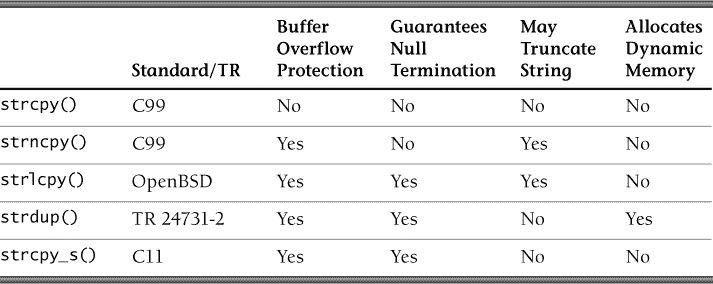 Standard/TR Buffer Overflow Protection Guarantees Null Termination May Truncate String Allocates Dynamic Memory
strcpy() C99 No No No No
strncpy() C99 Yes No Yes No
strlcpy() OpenBSD Yes Yes Yes No
strdup() TR 24731-2 Yes Yes No Yes
strcpy_s() C11 Yes Yes No No